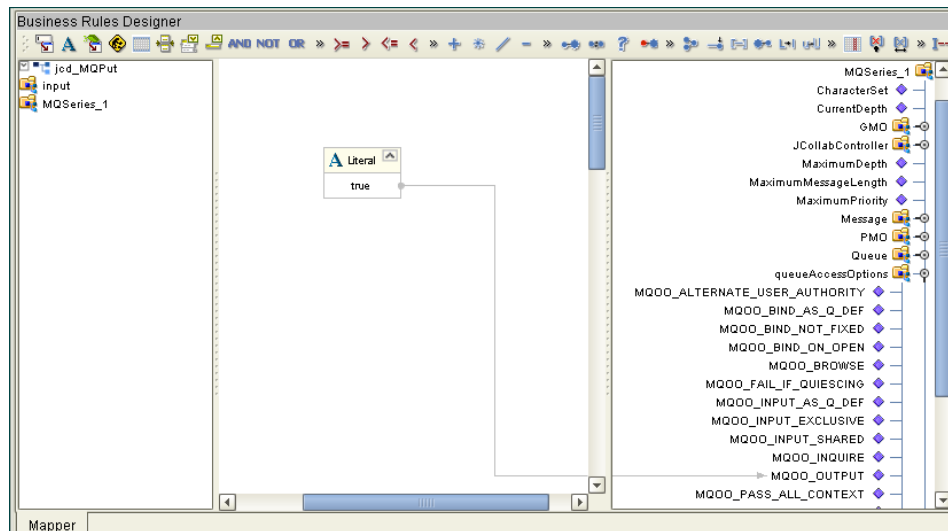 Business Rules Designer
A AND NOT OR » >= > <= < » + * / - » ? » » »
jcd_MQPut
input
MQSeries_1
A Literal
true
MQSeries_1
CharacterSet
CurrentDepth
GMO
JCollabController
MaximumDepth
MaximumMessageLength
MaximumPriority
Message
PMO
Queue
queueAccessOptions
MQOO_ALTERNATE_USER_AUTHORITY
MQOO_BIND_AS_Q_DEF
MQOO_BIND_NOT_FIXED
MQOO_BIND_ON_OPEN
MQOO_BROWSE
MQOO_FAIL_IF_QUIESCING
MQOO_INPUT_AS_Q_DEF
MQOO_INPUT_EXCLUSIVE
MQOO_INPUT_SHARED
MQOO_INQUIRE
MQOO_OUTPUT
MQOO_PASS_ALL_CONTEXT
Mapper